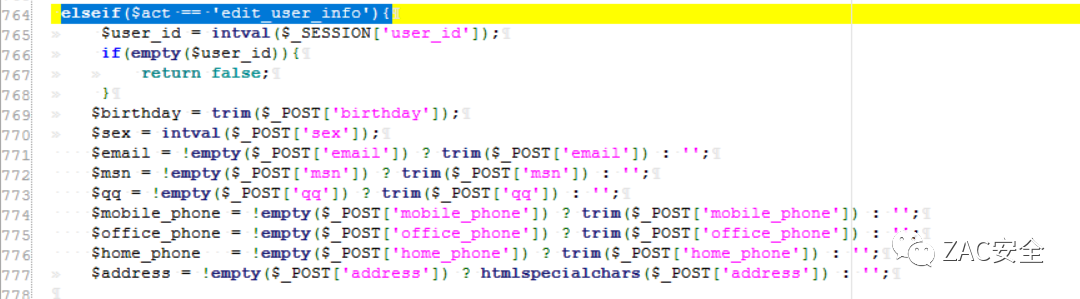 764 elseif($act == 'edit_user_info'){
765 $user_id = intval($_SESSION['user_id']);
766 if(empty($user_id)){
767 return false;
768 }
769 $birthday = trim($_POST['birthday']);
770 $sex = intval($_POST['sex']);
771 $email = !empty($_POST['email']) ? trim($_POST['email']) : '';
772 $msn = !empty($_POST['msn']) ? trim($_POST['msn']) : '';
773 $qq = !empty($_POST['qq']) ? trim($_POST['qq']) : '';
774 $mobile_phone = !empty($_POST['mobile_phone']) ? trim($_POST['mobile_phone']) : '';
775 $office_phone = !empty($_POST['office_phone']) ? trim($_POST['office_phone']) : '';
776 $home_phone = !empty($_POST['home_phone']) ? trim($_POST['home_phone']) : '';
777 $address = !empty($_POST['address']) ? htmlspecialchars($_POST['address']) : '';
778
ZAC安全